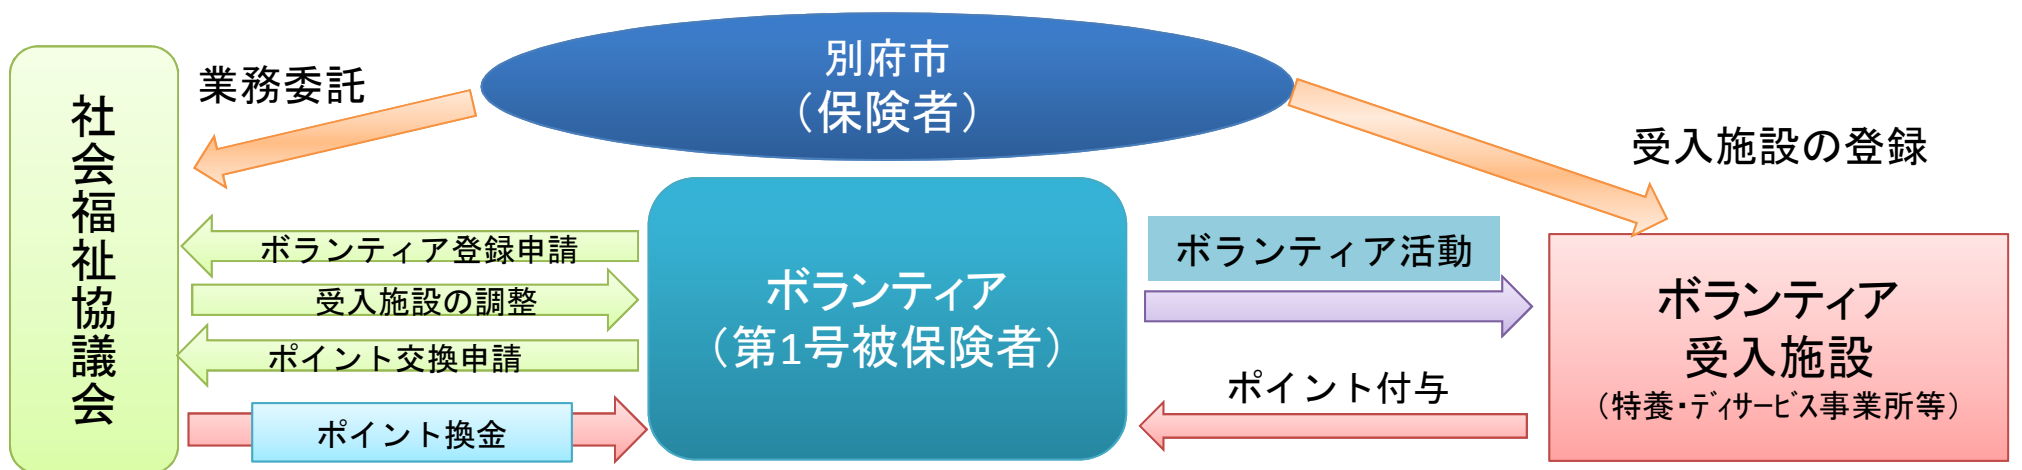 別府市
（保険者）
業務委託
受入施設の登録
社会福祉協議会
ボランティア登録申請
受入施設の調整
ポイント交換申請
ポイント換金
ボランティア
（第1号被保険者）
ボランティア活動
ポイント付与
ボランティア
受入施設
（特養・ﾃﾞｨｻｰﾋﾞｽ事業所等）